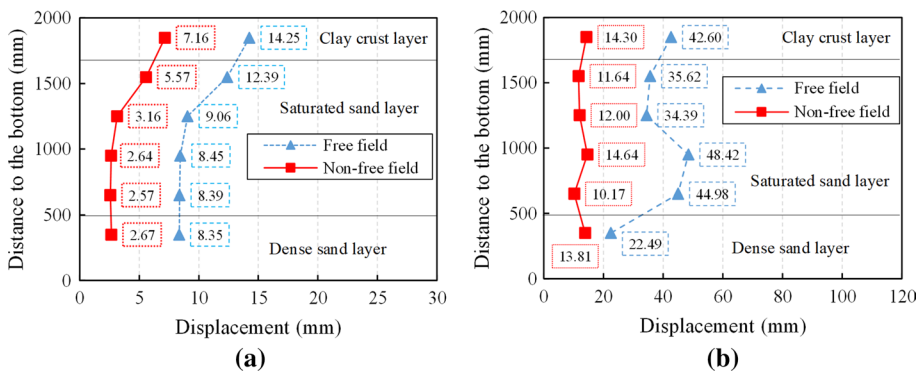 2000
1500
1000
500
0
Distance to the bottom (mm)
7.16
14.25
Clay crust layer
5.57
12.39
Saturated sand layer
3.16
9.06
Free field
Non-free field
2.64
8.45
2.57
8.39
2.67
8.35
Dense sand layer
0 5 10 15 20 25 30
Displacement (mm)
(a)
2000
1500
1000
500
0
Distance to the bottom (mm)
14.30
42.60
Clay crust layer
11.64
35.62
Free field
Non-free field
12.00
34.39
14.64
48.42
Saturated sand layer
10.17
44.98
13.81
22.49
Dense sand layer
0 20 40 60 80 100 120
Displacement (mm)
(b)